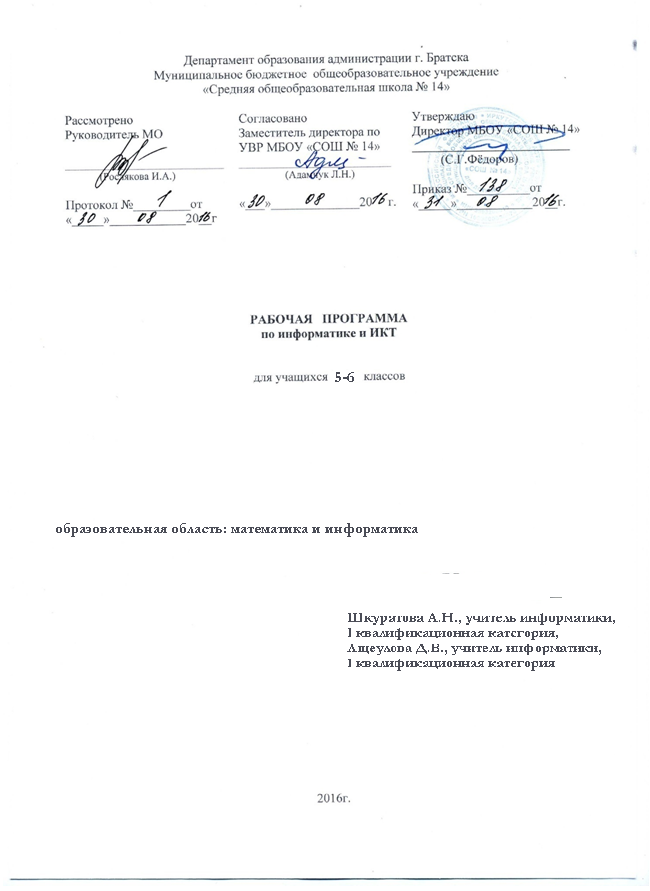 Департамент образования администрации г. Братска
Муниципальное бюджетное общеобразовательное учреждение
«Средняя общеобразовательная школа № 14»
Рассмотрено
Руководитель МО
(Рослякова И.А.)
Протокол № 1 от
« 30 » 08 2016 г
Согласовано
Заместитель директора по
УВР МБОУ «СОШ № 14»
(Адамчук Л.Н.)
« 30 » 08 2016 г.
Утверждаю
Директор МБОУ «СОШ № 14»
(С.Г.Фёдоров)
Приказ № 138 от
« 31 » 08 2016 г.
РАБОЧАЯ ПРОГРАММА
по информатике и ИКТ
для учащихся 5-6 классов
образовательная область: математика и информатика
Шкуратова А.Н., учитель информатики,
I квалификационная категория,
Ащеулова Д.В., учитель информатики,
I квалификационная категория
2016г.